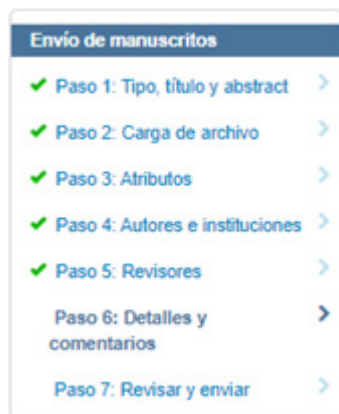 Envío de manuscritos
Paso 1: Tipo, título y abstract
Paso 2: Carga de archivo
Paso 3: Atributos
Paso 4: Autores e instituciones
Paso 5: Revisores
Paso 6: Detalles y
comentarios
Paso 7: Revisar y enviar